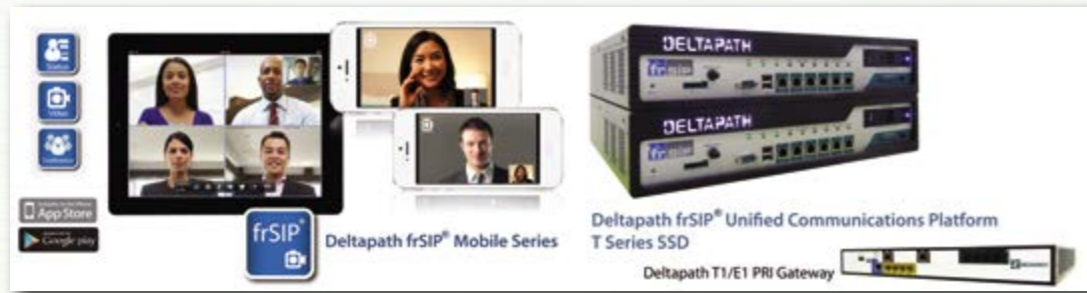 Status
Video
Conference
App Store
Google play
frSIP®
Deltapath frSIP® Mobile Series
DELTAPATH
frSIP
DELTAPATH
frSIP
Deltapath frSIP® Unified Communications Platform
T Series SSD
Deltapath T1/E1 PRI Gateway